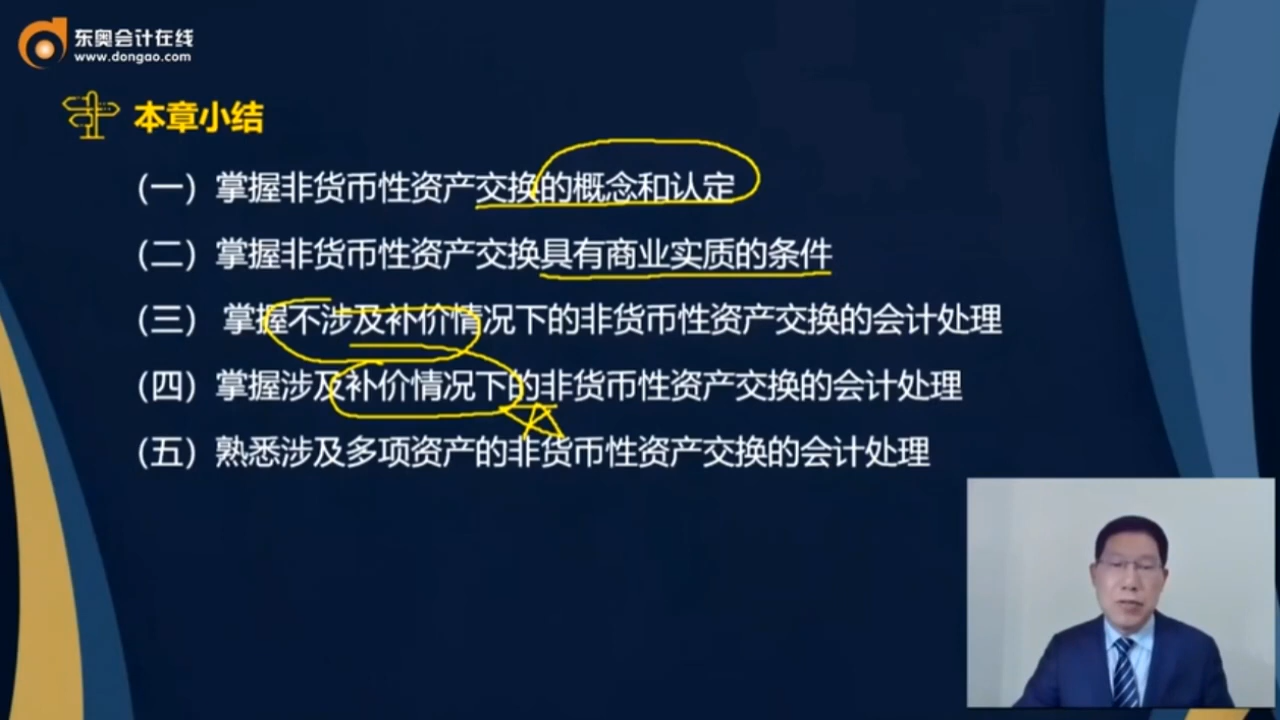 东奥会计在线
www.dongao.com
本章小结
（一）掌握非货币性资产交换的概念和认定
（二）掌握非货币性资产交换具有商业实质的条件
（三） 掌握不涉及补价情况下的非货币性资产交换的会计处理
（四）掌握涉及补价情况下的非货币性资产交换的会计处理
（五）熟悉涉及多项资产的非货币性资产交换的会计处理